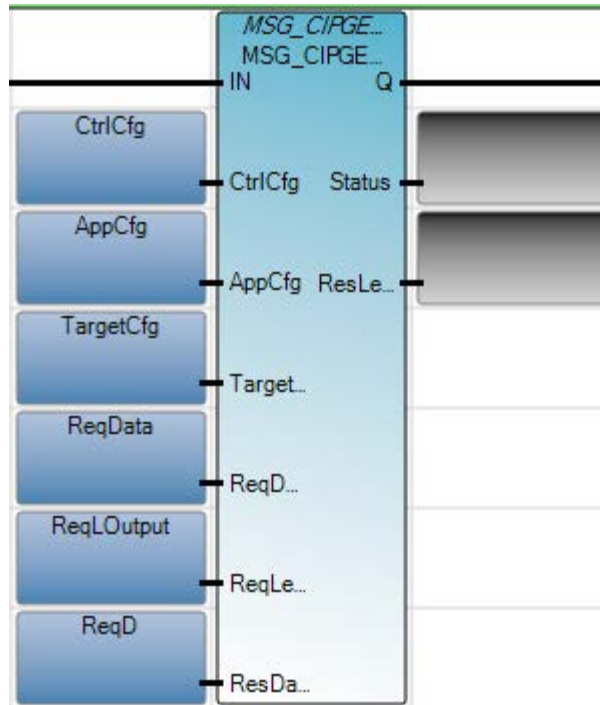 MSG_CIPGE...
MSG_CIPGE...
IN Q
CtrlCfg
CtrlCfg Status
AppCfg
AppCfg ResLe...
TargetCfg
Target...
ReqData
ReqD...
ReqLOutput
ReqLe...
ReqD
ResDa...